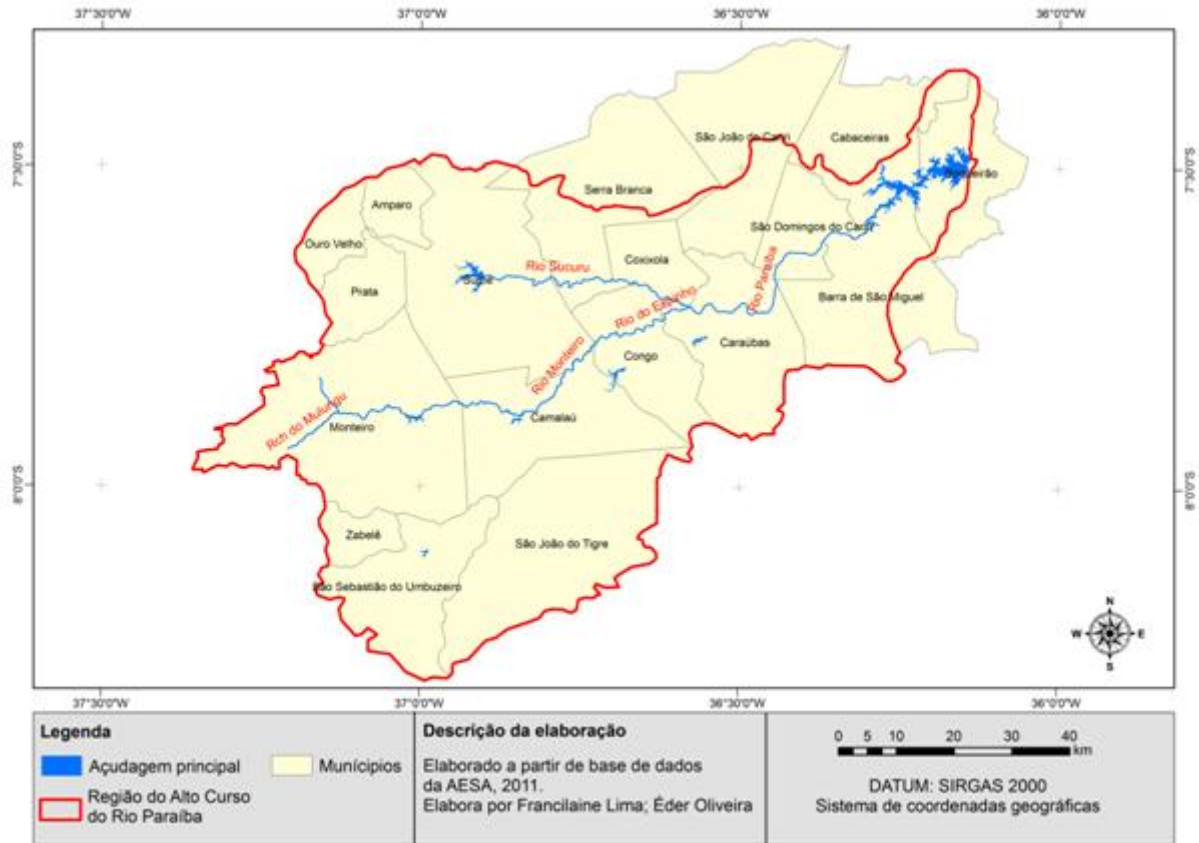 37°30'0"W 37°0'0"W 36°30'0"W 36°0'0"W
7°30'0"S
7°30'0"S
São João do Cariri
Cabaceiras
Boqueirão
Serra Branca
Amparo
São Domingos do Cariri
Ouro Velho
Coxixola
Rio Sucuru
Sumé
Rio Paraíba
Prata
Barra de São Miguel
Rio do Espinho
Caraúbas
Congo
Rio Monteiro
Rch do Mulungu
Camalaú
Monteiro
8°0'0"S
8°0'0"S
Zabelê
São João do Tigre
São Sebastião do Umbuzeiro
N
W E
S
37°30'0"W 37°0'0"W 36°30'0"W 36°0'0"W
Legenda
Açudagem principal
Munícipios
Região do Alto Curso
do Rio Paraíba
Descrição da elaboração
Elaborado a partir de base de dados
da AESA, 2011.
Elabora por Francilaine Lima; Éder Oliveira
0 5 10 20 30 40
km
DATUM: SIRGAS 2000
Sistema de coordenadas geográficas